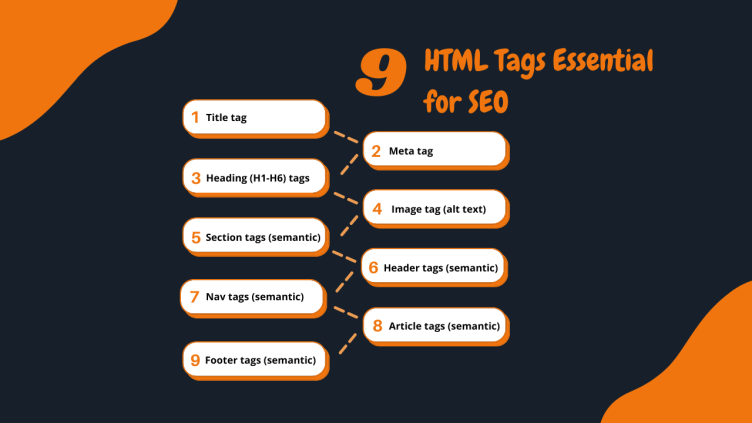 9 HTML Tags Essential
for SEO
1 Title tag
2 Meta tag
3 Heading (H1-H6) tags
4 Image tag (alt text)
5 Section tags (semantic)
6 Header tags (semantic)
7 Nav tags (semantic)
8 Article tags (semantic)
9 Footer tags (semantic)